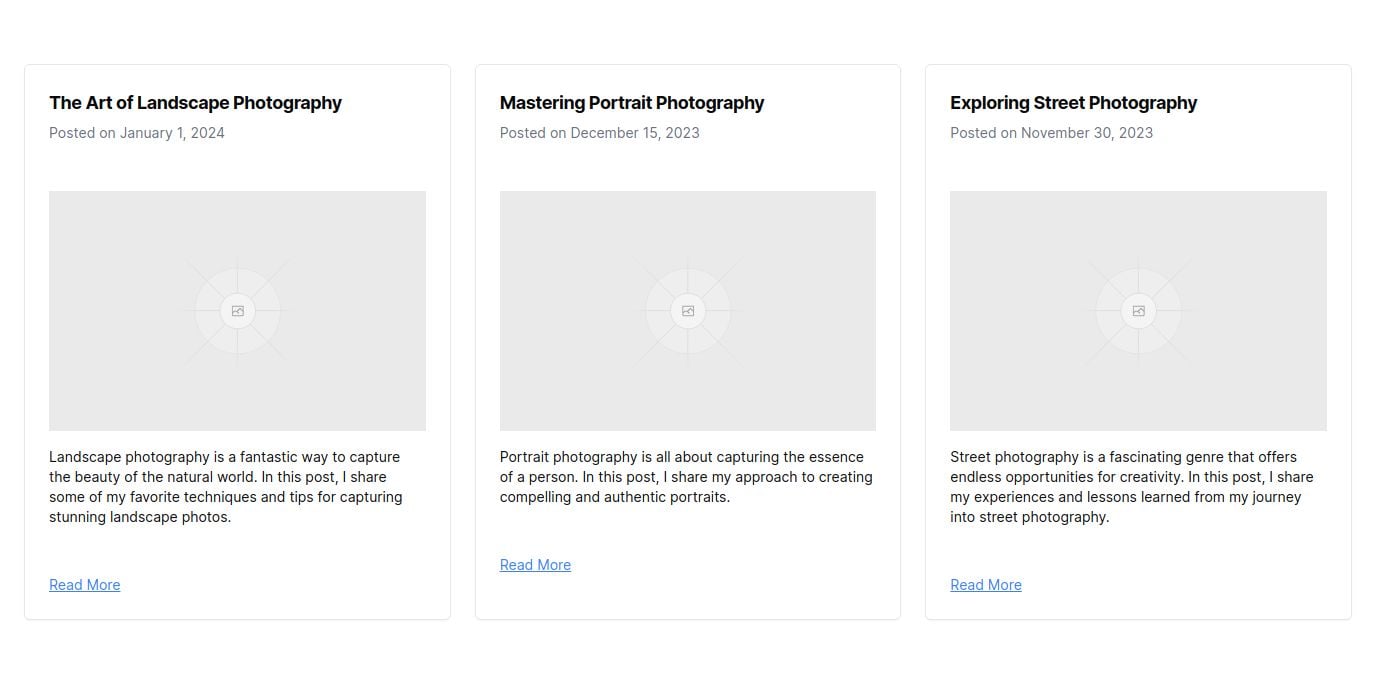 The Art of Landscape Photography
Posted on January 1, 2024
Landscape photography is a fantastic way to capture
the beauty of the natural world. In this post, I share
some of my favorite techniques and tips for capturing
stunning landscape photos.
Read More
Mastering Portrait Photography
Posted on December 15, 2023
Portrait photography is all about capturing the essence
of a person. In this post, I share my approach to creating
compelling and authentic portraits.
Read More
Exploring Street Photography
Posted on November 30, 2023
Street photography is a fascinating genre that offers
endless opportunities for creativity. In this post, I share
my experiences and lessons learned from my journey
into street photography.
Read More